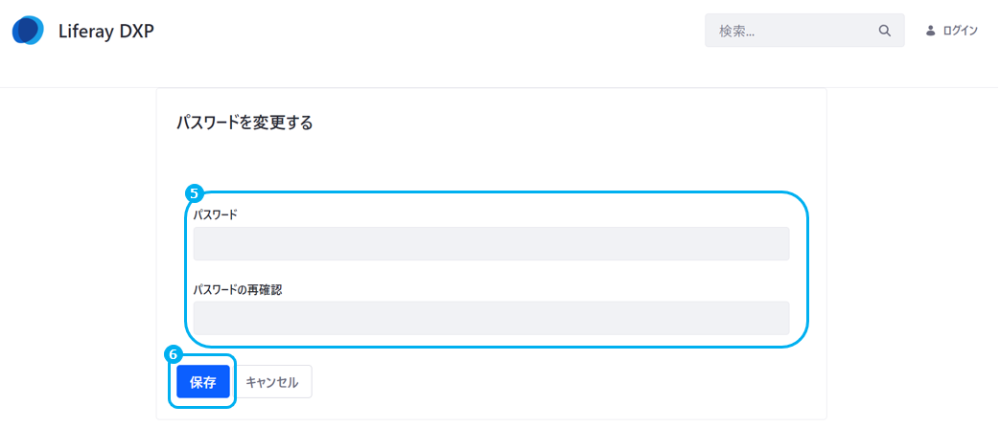 Liferay DXP
検索...
ログイン
パスワードを変更する
5
パスワード
パスワードの再確認
6
保存
キャンセル